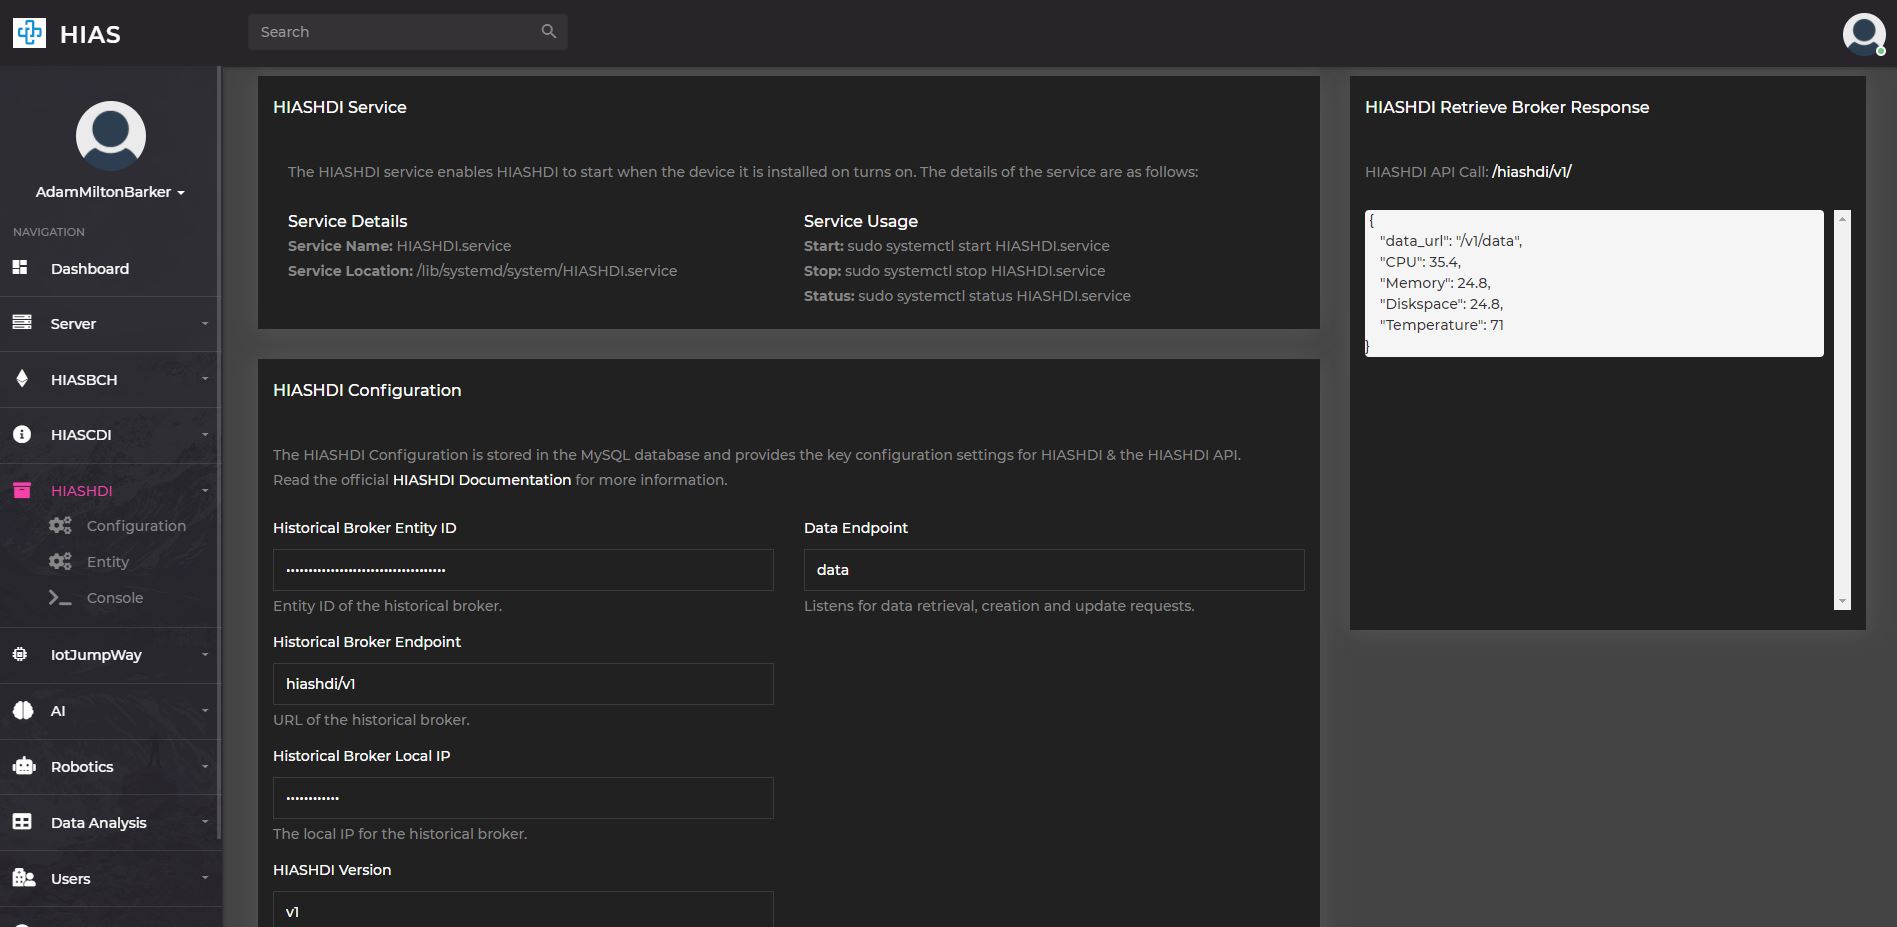 HIAS
Search
AdamMiltonBarker
NAVIGATION
Dashboard
Server
HIASBCH
HIASCDI
HIASHDI
Configuration
Entity
Console
IotJumpWay
AI
Robotics
Data Analysis
Users
HIASHDI Service
The HIASHDI service enables HIASHDI to start when the device it is installed on turns on. The details of the service are as follows:
Service Details
Service Name: HIASHDI.service
Service Location: /lib/systemd/system/HIASHDI.service
Service Usage
Start: sudo systemctl start HIASHDI.service
Stop: sudo systemctl stop HIASHDI.service
Status: sudo systemctl status HIASHDI.service
HIASHDI Configuration
The HIASHDI Configuration is stored in the MySQL database and provides the key configuration settings for HIASHDI & the HIASHDI API.
Read the official HIASHDI Documentation for more information.
Historical Broker Entity ID
••••••••••••••••••••••••••••••••••••
Entity ID of the historical broker.
Historical Broker Endpoint
hiashdi/v1
URL of the historical broker.
Historical Broker Local IP
••••••••••••
The local IP for the historical broker.
HIASHDI Version
v1
Data Endpoint
data
Listens for data retrieval, creation and update requests.
HIASHDI Retrieve Broker Response
HIASHDI API Call: /hiashdi/v1/
{
"data_url": "/v1/data",
"CPU": 35.4,
"Memory": 24.8,
"Diskspace": 24.8,
"Temperature": 71
}